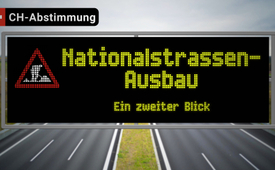 CH-Abstimmung
Nationalstrassen-
Ausbau
Ein zweiter Blick